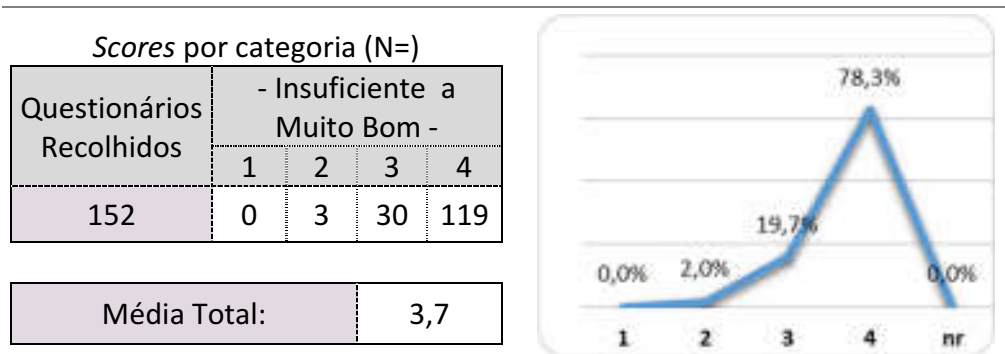 Scores por categoria (N=)
Questionários Recolhidos
- Insuficiente a
Muito Bom -
1 2 3 4
152 0 3 30 119
Média Total: 3,7
78,3%
19,7%
0,0% 2,0% 0,0%
1 2 3 4 nr